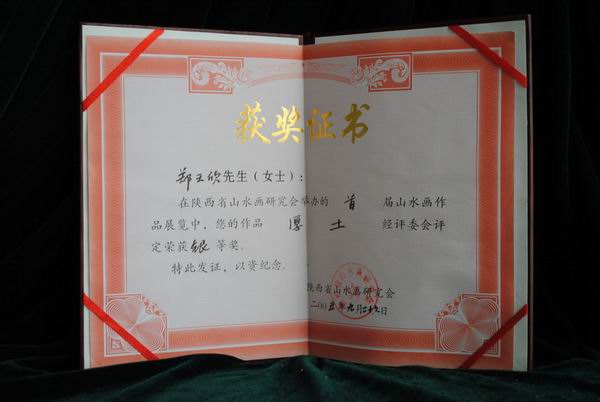 获奖证书
郑玉欣先生（女士）：
在陕西省山水画研究会举办的 首 届山水画作
品展览中，您的作品 厚土 经评委会评
定荣获银等奖。
特此发证，以资纪念。
陕西省山水画研究会
二00五年九月二十九日